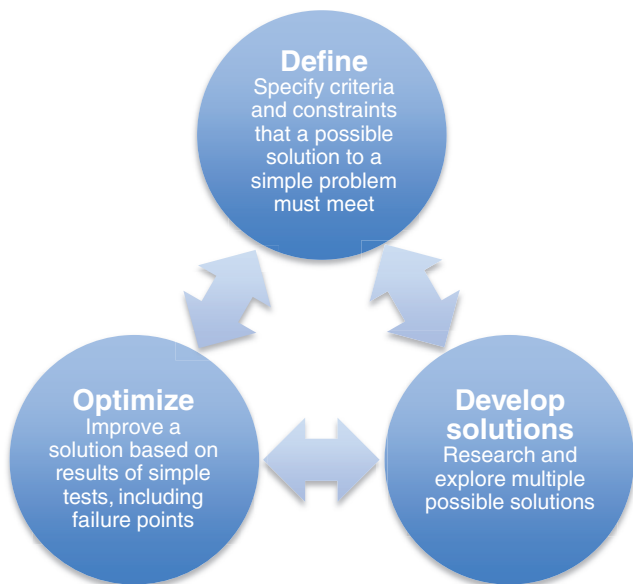 Define
Specify criteria
and constraints
that a possible
solution to a
simple problem
must meet
Optimize
Improve a
solution based on
results of simple
tests, including
failure points
Develop
solutions
Research and
explore multiple
possible solutions